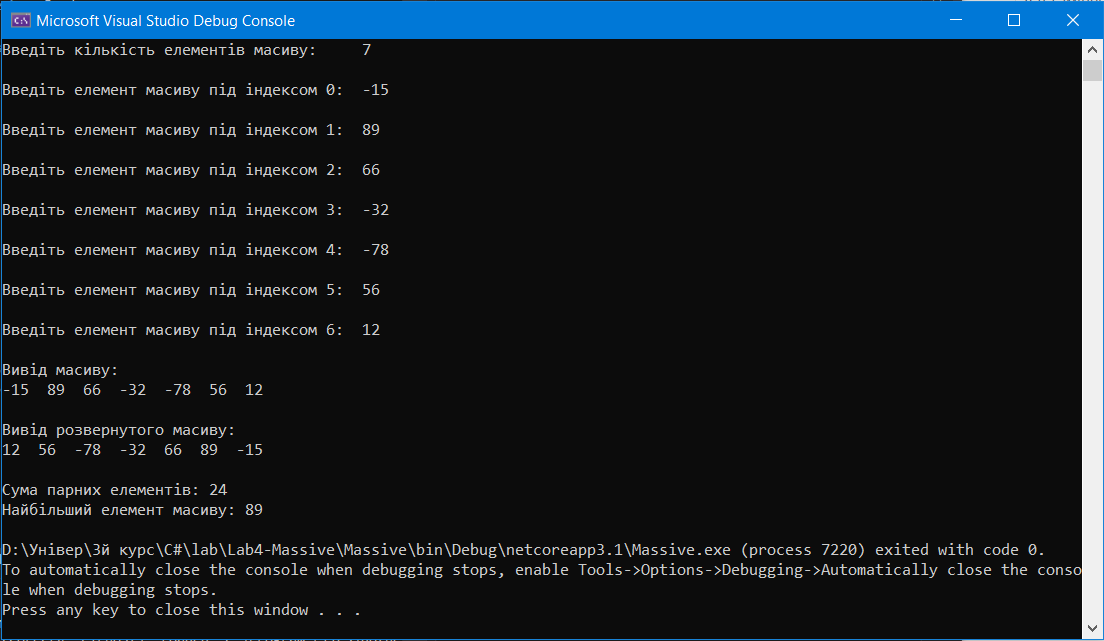 Microsoft Visual Studio Debug Console
Введіть кількість елементів масиву:     7
Введіть елемент масиву під індексом 0:  -15
Введіть елемент масиву під індексом 1:  89
Введіть елемент масиву під індексом 2:  66
Введіть елемент масиву під індексом 3:  -32
Введіть елемент масиву під індексом 4:  -78
Введіть елемент масиву під індексом 5:  56
Введіть елемент масиву під індексом 6:  12
Вивід масиву:
-15  89  66  -32  -78  56  12
Вивід розвернутого масиву:
12  56  -78  -32  66  89  -15
Сума парних елементів: 24
Найбільший елемент масиву: 89
D:\Універ\3й курс\C#\lab\Lab4-Massive\Massive\bin\Debug\netcoreapp3.1\Massive.exe (process 7220) exited with code 0.
To automatically close the console when debugging stops, enable Tools->Options->Debugging->Automatically close the conso
le when debugging stops.
Press any key to close this window . . .